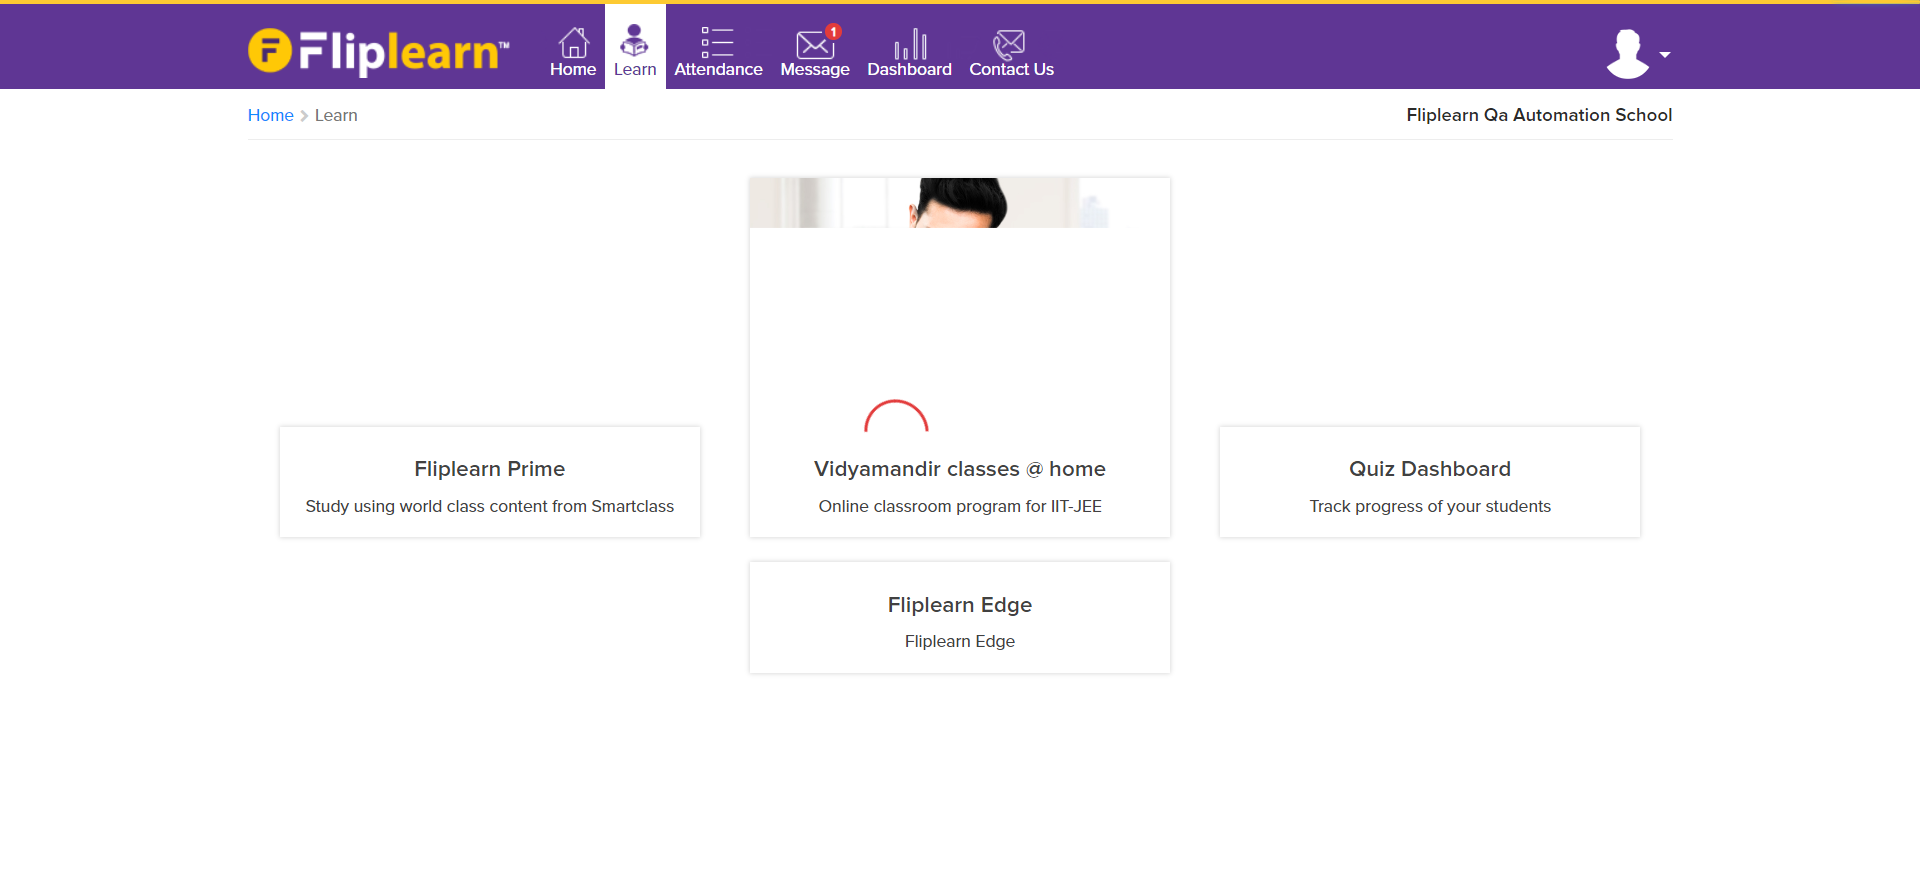 Fliplearn™
Home
Learn
Attendance
1
Message
Dashboard
Contact Us
Home > Learn
Fliplearn Qa Automation School
Fliplearn Prime
Study using world class content from Smartclass
Vidyamandir classes @ home
Online classroom program for IIT-JEE
Quiz Dashboard
Track progress of your students
Fliplearn Edge
Fliplearn Edge